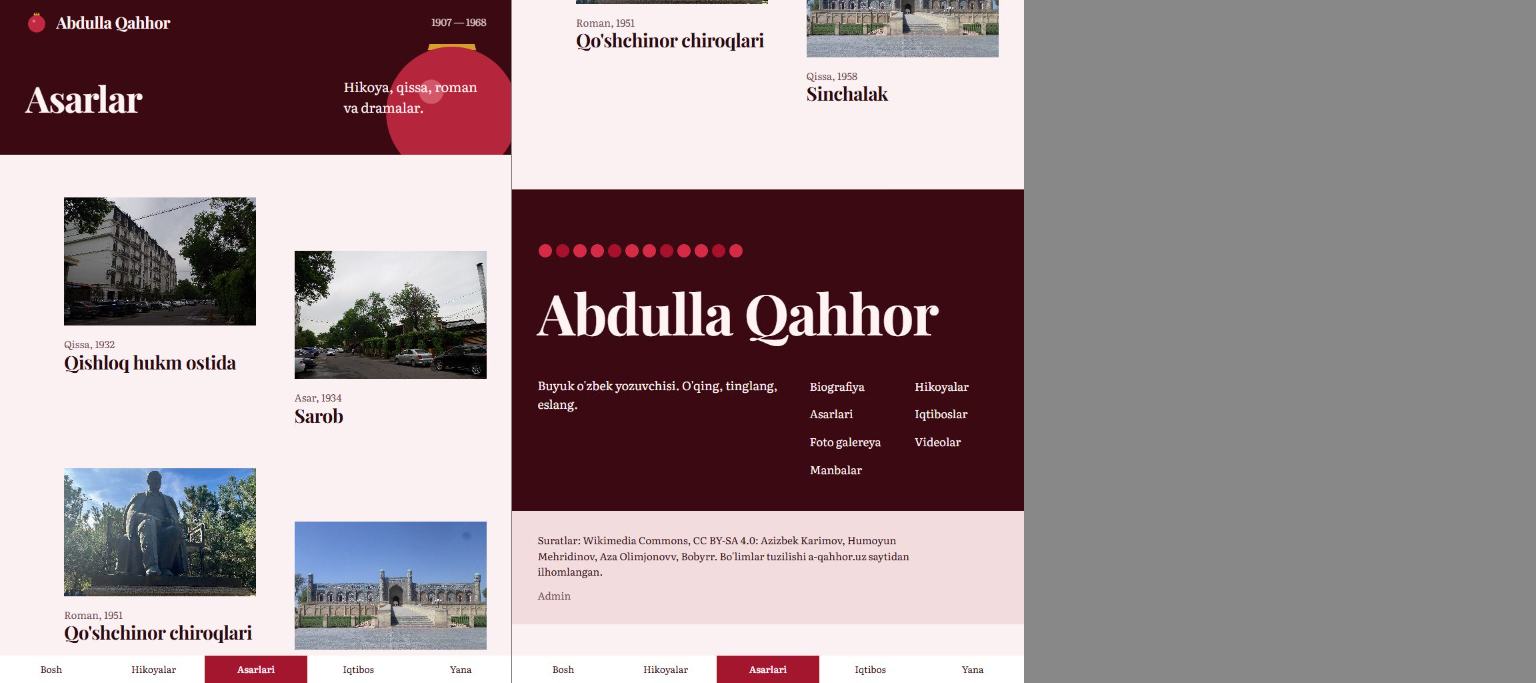 Abdulla Qahhor
1907 — 1968
Asarlar
Hikoya, qissa, roman
va dramalar.
Qissa, 1932
Qishloq hukm ostida
Asar, 1934
Sarob
Roman, 1951
Qo'shchinor chiroqlari
Bosh
Hikoyalar
Asarlari
Iqtibos
Yana
Roman, 1951
Qo'shchinor chiroqlari
Qissa, 1958
Sinchalak
Abdulla Qahhor
Buyuk o'zbek yozuvchisi. O'qing, tinglang,
eslang.
Biografiya
Hikoyalar
Asarlari
Iqtiboslar
Foto galereya
Videolar
Manbalar
Suratlar: Wikimedia Commons, CC BY-SA 4.0: Azizbek Karimov, Humoyun
Mehridinov, Aza Olimjonovv, Bobyrr. Bo'limlar tuzilishi a-qahhor.uz saytidan
ilhomlangan.
Admin
Bosh
Hikoyalar
Asarlari
Iqtibos
Yana